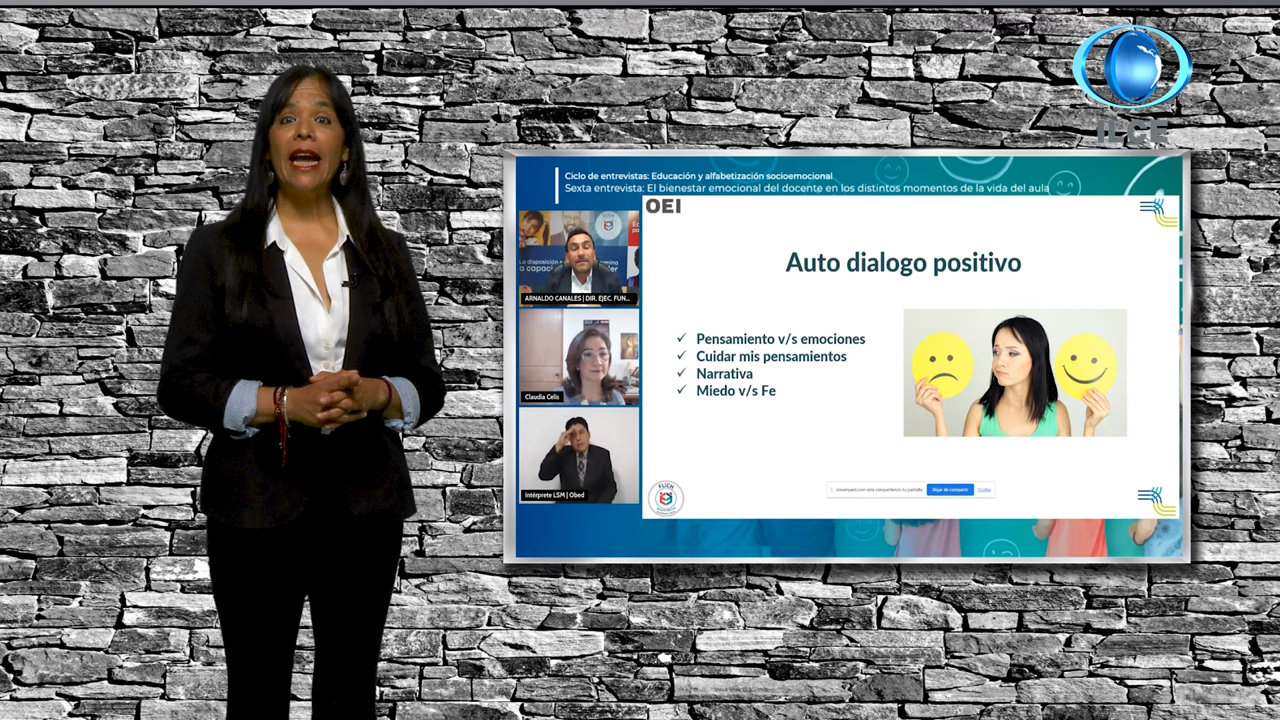 ILCE
Ciclo de entrevistas: Educación y alfabetización socioemocional
Sexta entrevista: El bienestar emocional del docente en los distintos momentos de la vida del aula
OEI
Auto dialogo positivo
Pensamiento v/s emociones
Cuidar mis pensamientos
Narrativa
Miedo v/s Fe
ARNALDO CANALES | DIR. EJEC. FUN...
Claudia Celis
Intérprete LSM | Obed
Dejar de compartir
Ocultar